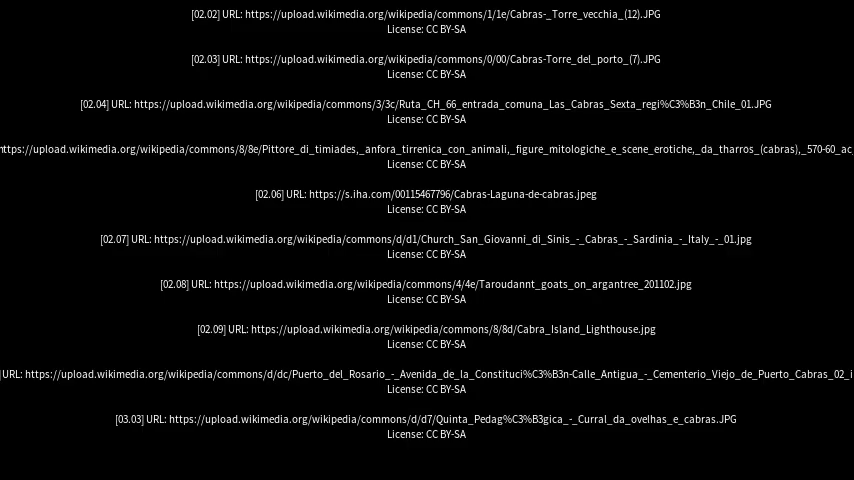 [02.02] URL: https://upload.wikimedia.org/wikipedia/commons/1/1e/Cabras-_Torre_vecchia_(12).JPG
License: CC BY-SA
[02.03] URL: https://upload.wikimedia.org/wikipedia/commons/0/00/Cabras-Torre_del_porto_(7).JPG
License: CC BY-SA
[02.04] URL: https://upload.wikimedia.org/wikipedia/commons/3/3c/Ruta_CH_66_entrada_comuna_Las_Cabras_Sexta_regi%C3%B3n_Chile_01.JPG
License: CC BY-SA
https://upload.wikimedia.org/wikipedia/commons/8/8e/Pittore_di_timiades,_anfora_tirrenica_con_animali,_figure_mitologiche_e_scene_erotiche,_da_tharros_(cabras),_570-60_ac_
License: CC BY-SA
[02.06] URL: https://s.iha.com/00115467796/Cabras-Laguna-de-cabras.jpeg
License: CC BY-SA
[02.07] URL: https://upload.wikimedia.org/wikipedia/commons/d/d1/Church_San_Giovanni_di_Sinis_-_Cabras_-_Sardinia_-_Italy_-_01.jpg
License: CC BY-SA
[02.08] URL: https://upload.wikimedia.org/wikipedia/commons/4/4e/Taroudannt_goats_on_argantree_201102.jpg
License: CC BY-SA
[02.09] URL: https://upload.wikimedia.org/wikipedia/commons/8/8d/Cabra_Island_Lighthouse.jpg
License: CC BY-SA
] URL: https://upload.wikimedia.org/wikipedia/commons/d/dc/Puerto_del_Rosario_-_Avenida_de_la_Constituci%C3%B3n-Calle_Antigua_-_Cementerio_Viejo_de_Puerto_Cabras_02_i
License: CC BY-SA
[03.03] URL: https://upload.wikimedia.org/wikipedia/commons/d/d7/Quinta_Pedag%C3%B3gica_-_Curral_da_ovelhas_e_cabras.JPG
License: CC BY-SA